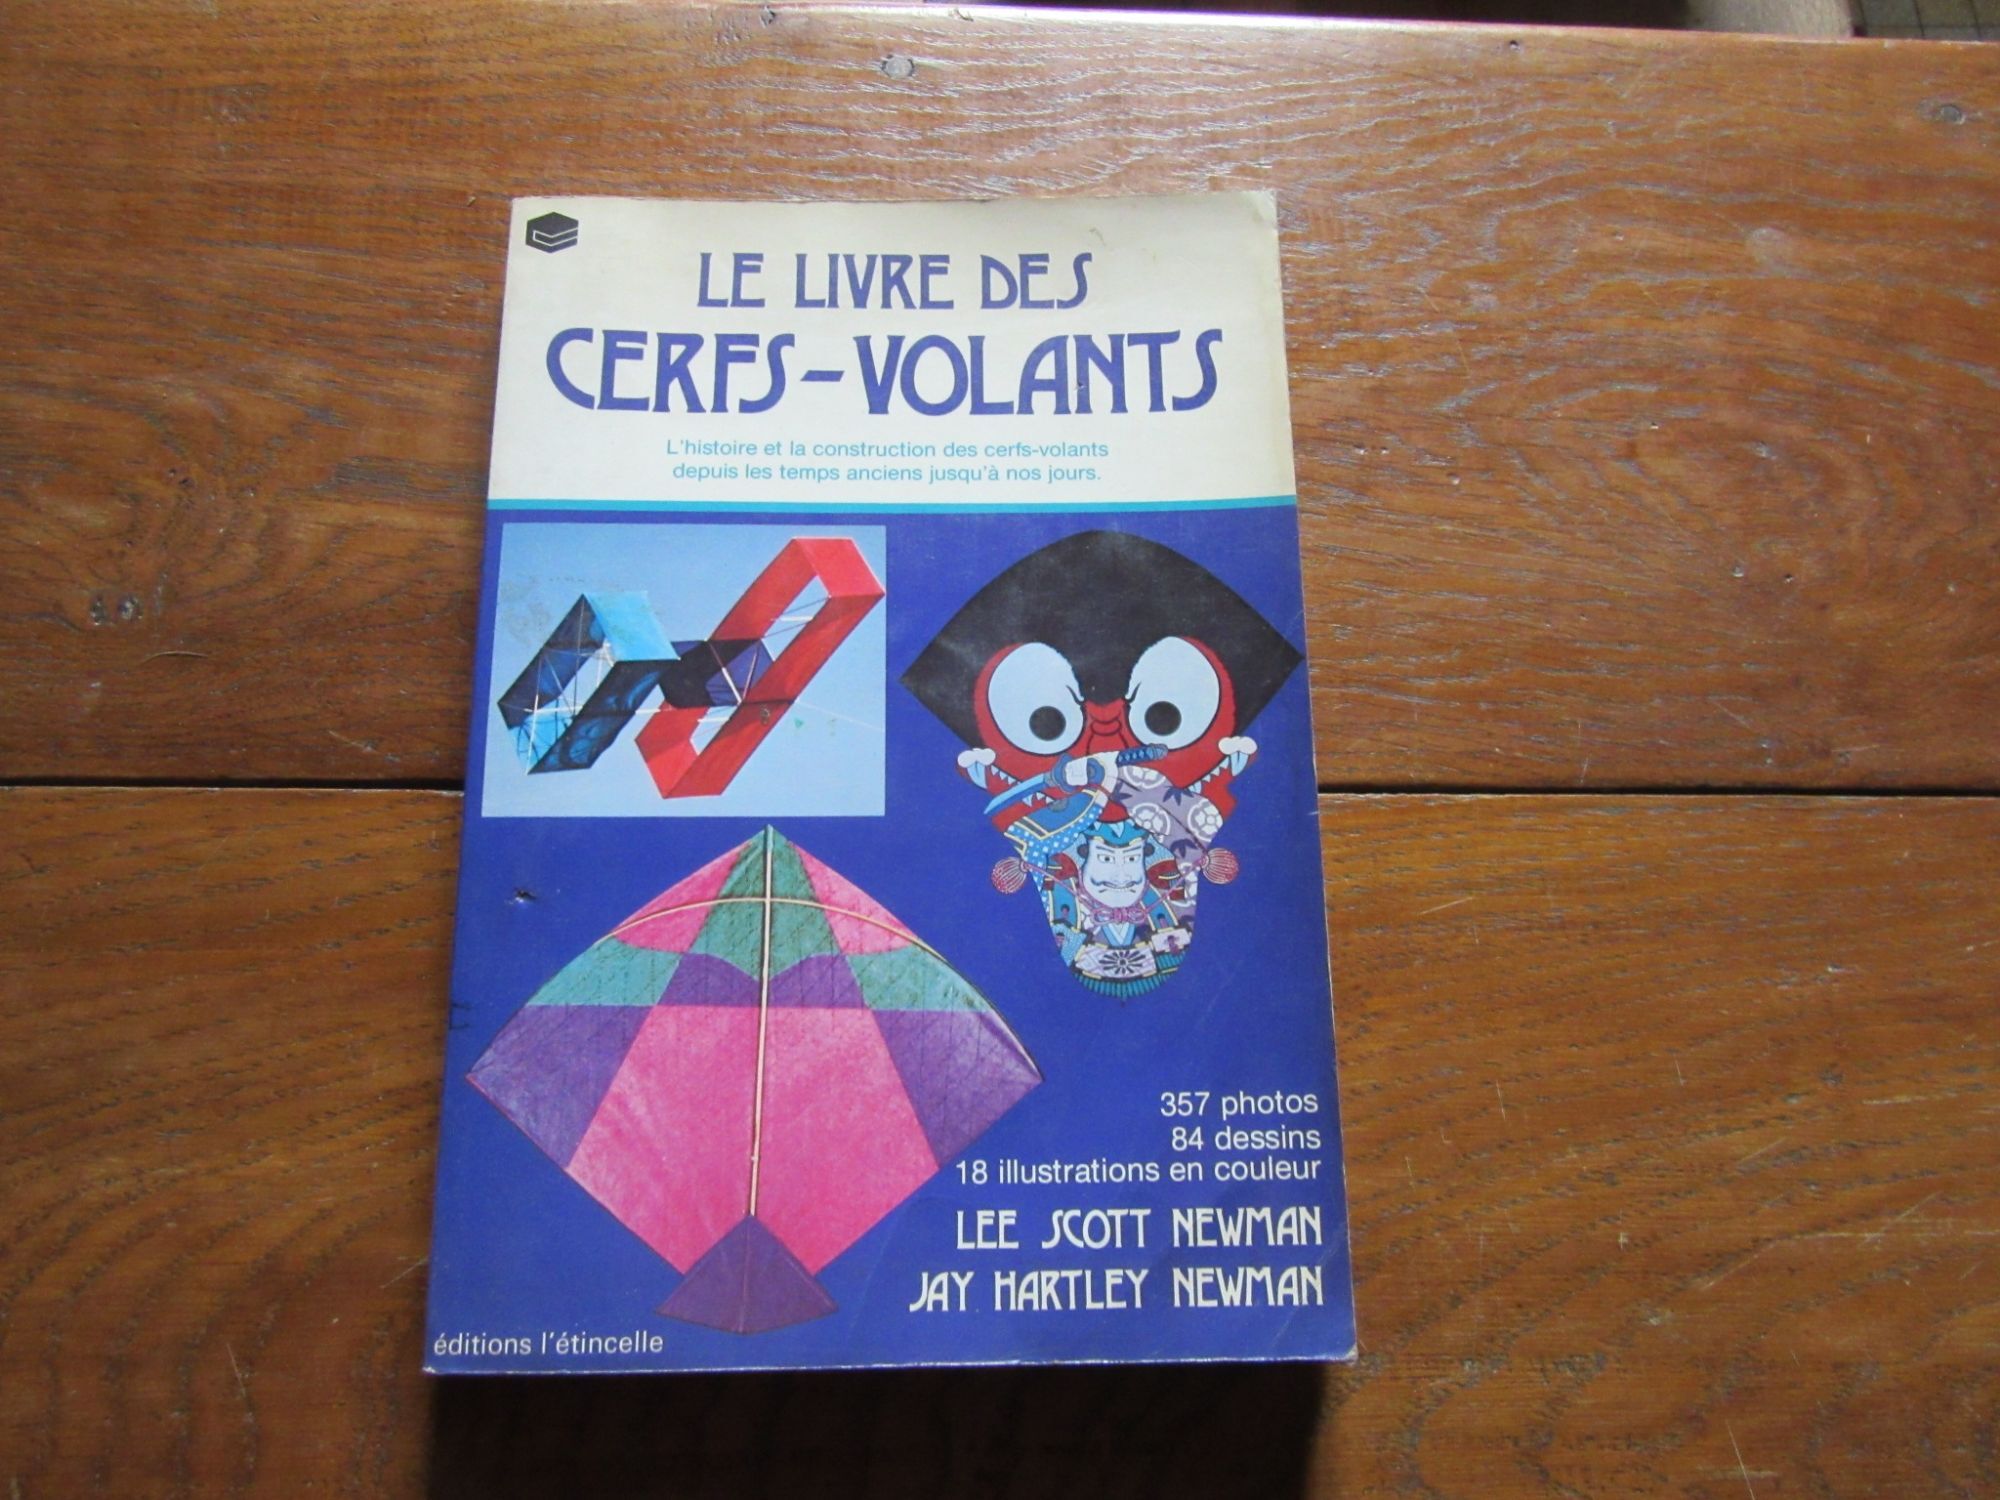 LE LIVRE DES
CERFS-VOLANTS
L'histoire et la construction des cerfs-volants
depuis les temps anciens jusqu'à nos jours.
357 photos
84 dessins
18 illustrations en couleur
LEE SCOTT NEWMAN
JAY HARTLEY NEWMAN
éditions l'étincelle